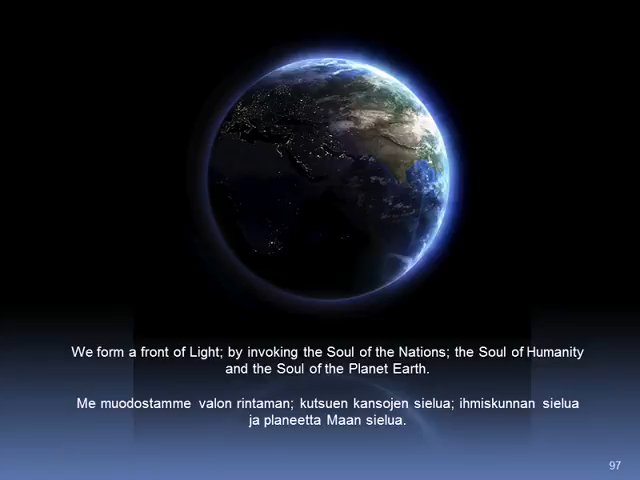 We form a front of Light; by invoking the Soul of the Nations; the Soul of Humanity
and the Soul of the Planet Earth.
Me muodostamme valon rintaman; kutsuen kansojen sielua; ihmiskunnan sielua
ja planeetta Maan sielua.
97